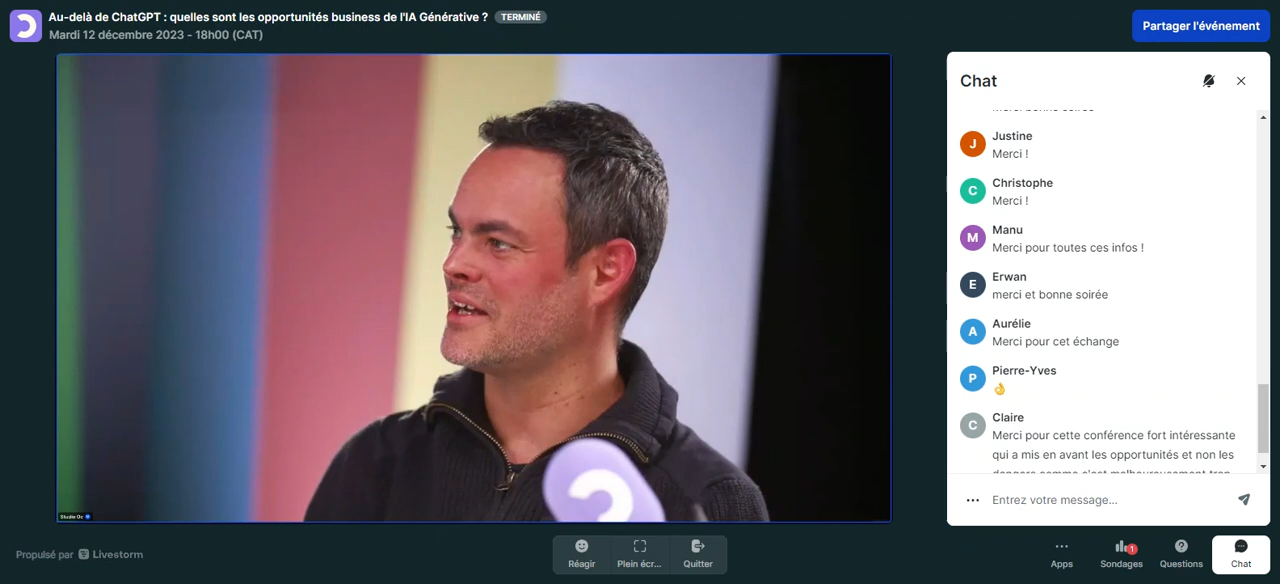 Au-delà de ChatGPT : quelles sont les opportunités business de l'IA Générative ? TERMINÉ
Mardi 12 décembre 2023 - 18h00 (CAT)
Partager l'événement
Chat
Justine
J
Merci !
Christophe
C
Merci !
Manu
M
Merci pour toutes ces infos !
Erwan
E
merci et bonne soirée
Aurélie
A
Merci pour cet échange
Pierre-Yves
P
👌
Claire
C
Merci pour cette conférence fort intéressante
qui a mis en avant les opportunités et non les
Entrez votre message...
Studio Oc
Propulsé par Livestorm
Réagir
Plein écr...
Quitter
Apps
1
Sondages
Questions
Chat